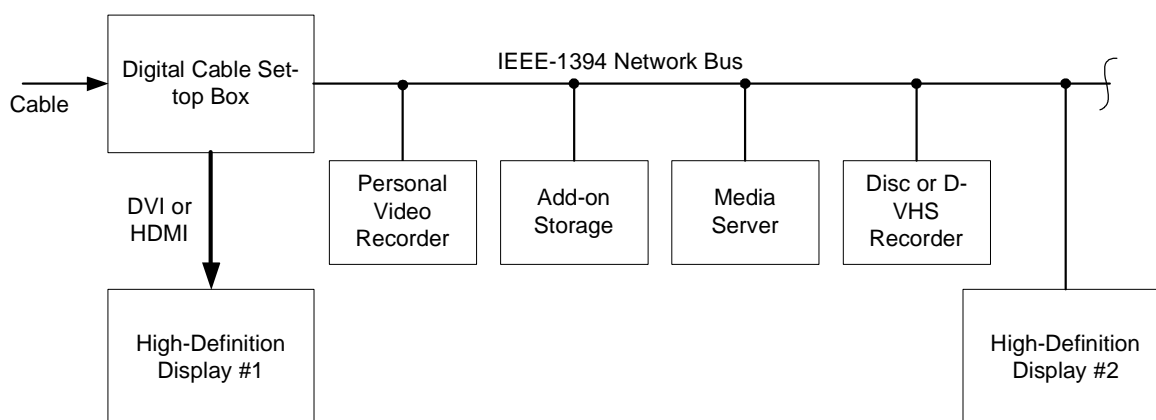 Digital Cable Set-
top Box
IEEE-1394 Network Bus
Cable
DVI or
HDMI
Personal
Video
Recorder
Add-on
Storage
Media
Server
Disc or D-
VHS
Recorder
High-Definition
Display #1
High-Definition
Display #2